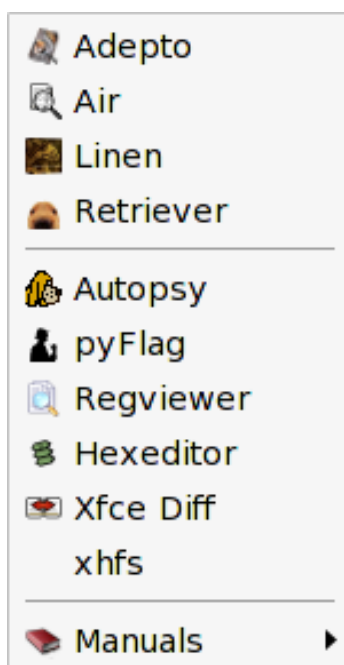 Adepto
Air
Linen
Retriever
Autopsy
pyFlag
Regviewer
Hexeditor
Xfce Diff
xhfs
Manuals